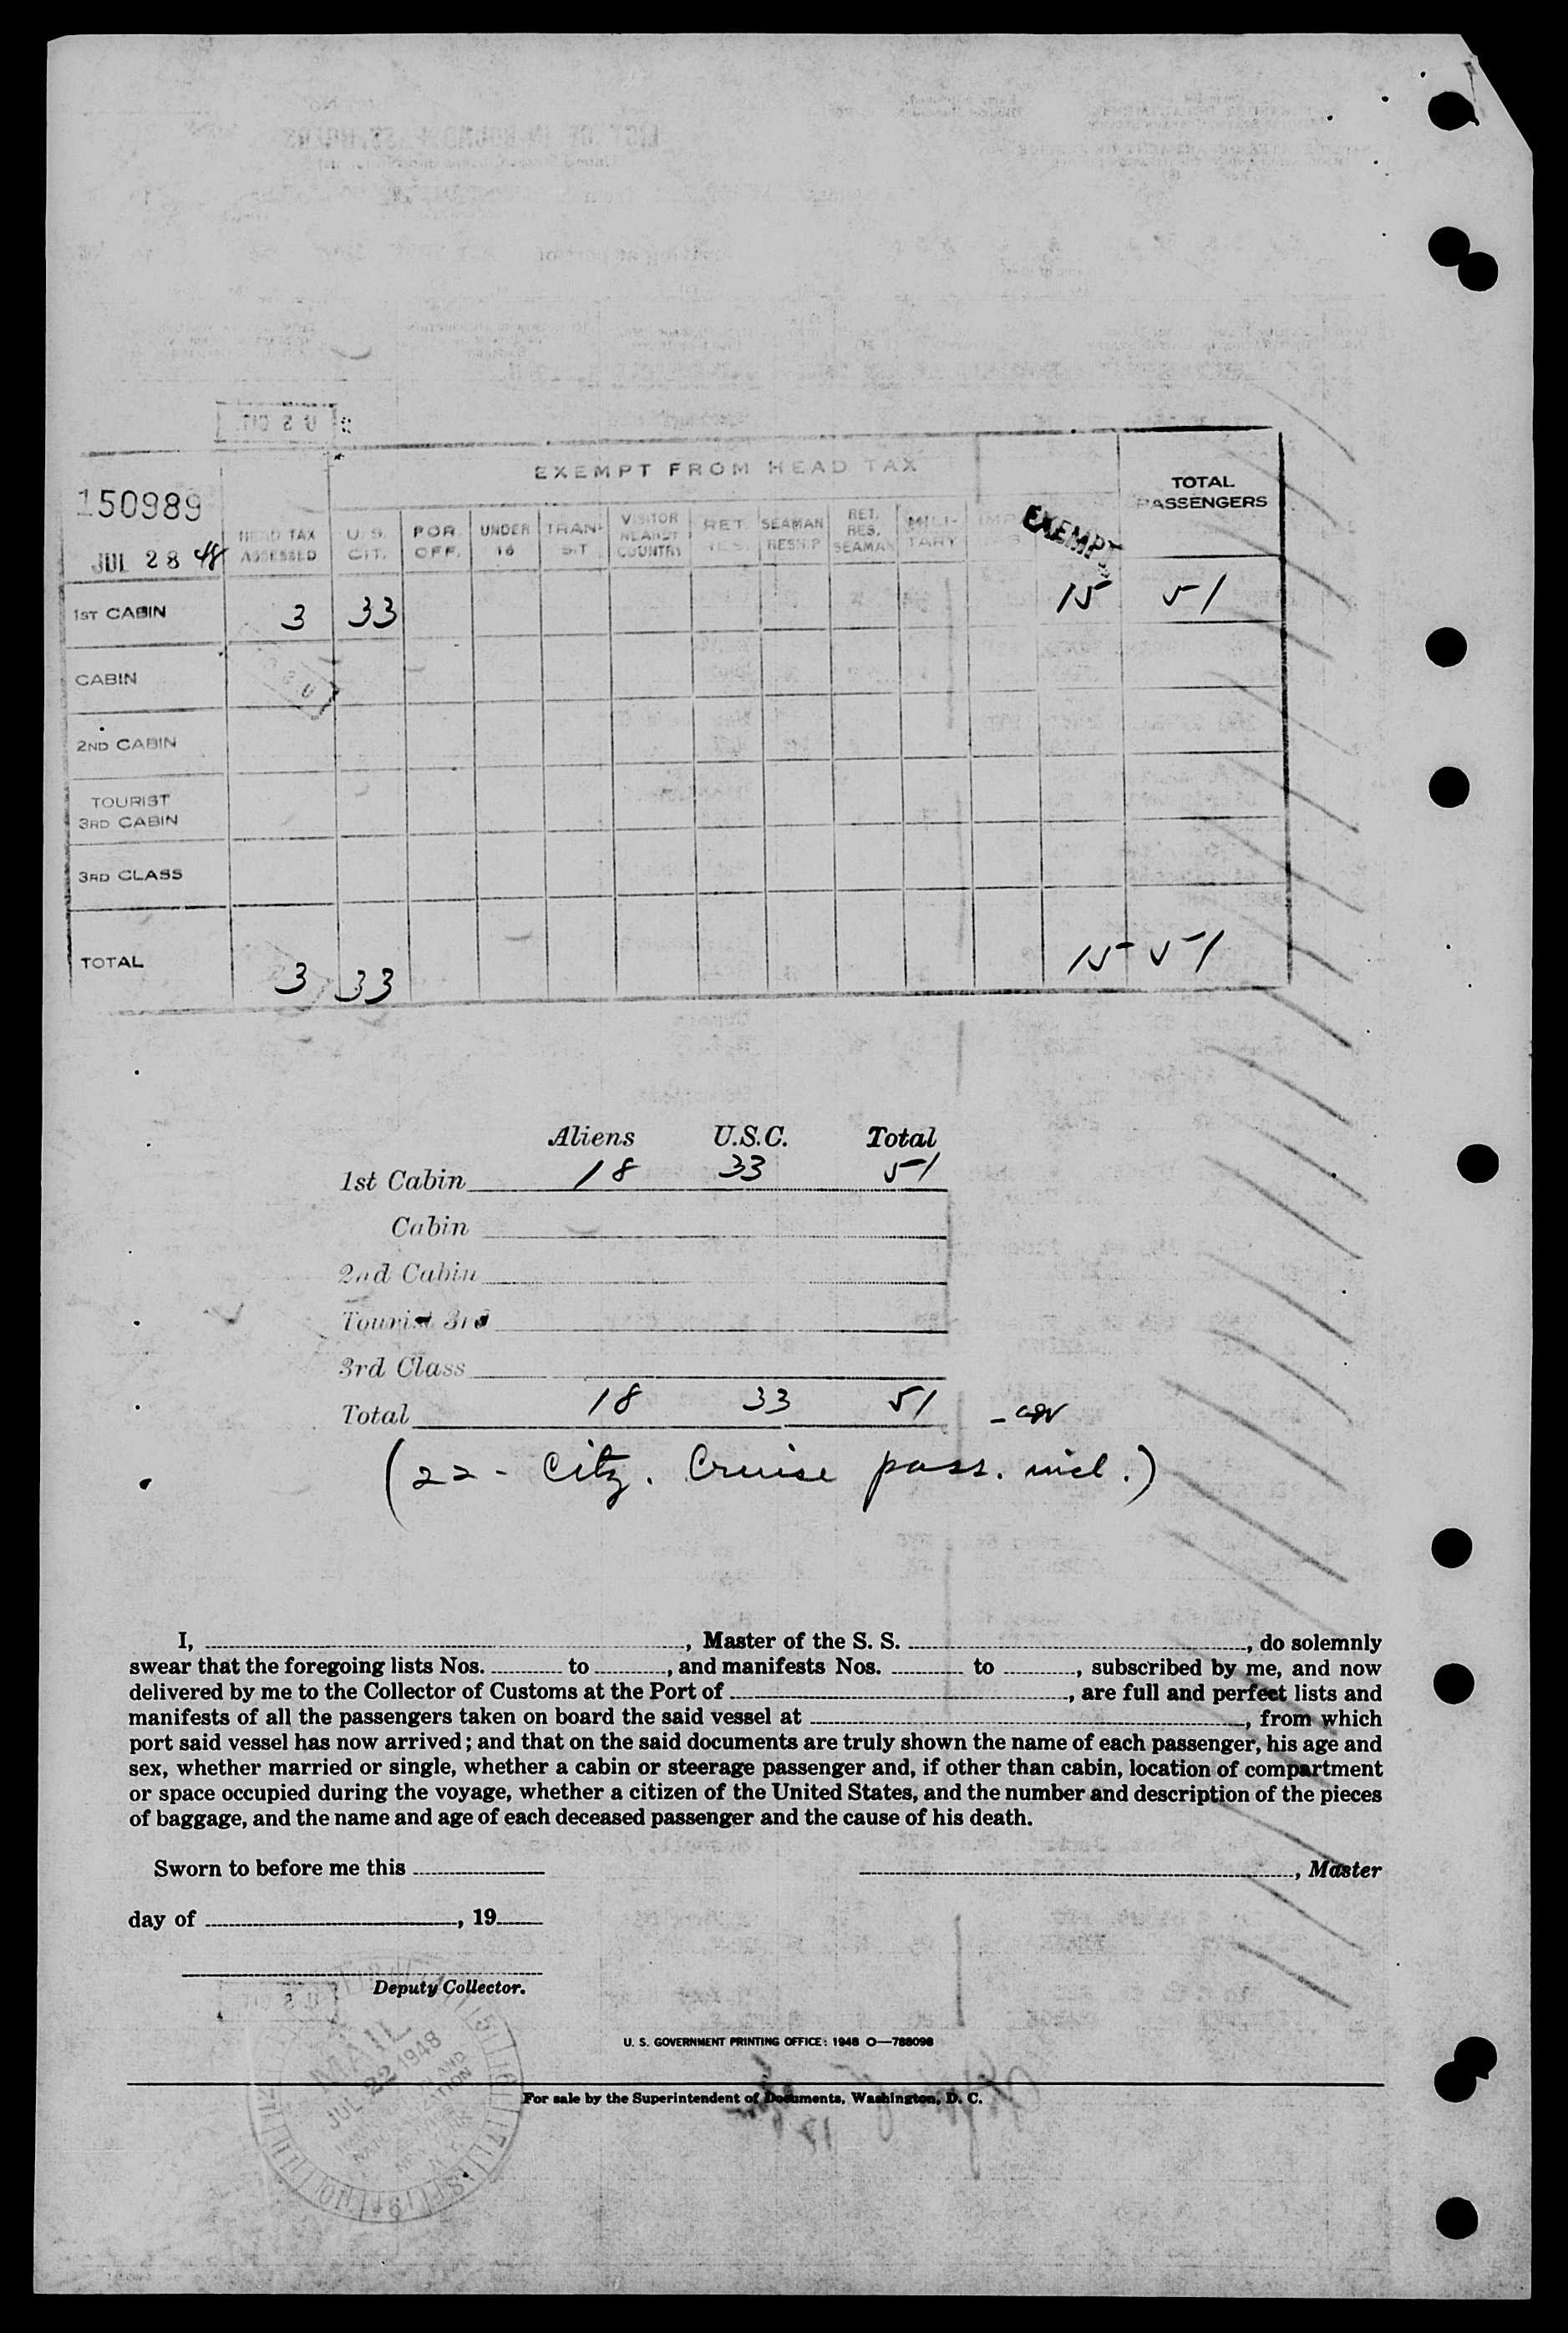 EXEMPT FROM HEAD TAX
TOTAL PASSENGERS
150989
JUL 28 48
HEAD TAX ASSESSED
U. S. CIT.
FOR. OFF.
UNDER 16
TRAN- SIT
VISITOR NEAREST COUNTRY
RET. RES.
SEAMAN RESHIP
RET. RES. SEAMAN
MILI- TARY
EXEMPT
1ST CABIN 3 33 15 51
CABIN
2ND CABIN
TOURIST
3RD CABIN
3RD CLASS
TOTAL 3 33 15 51
Aliens U.S.C. Total
1st Cabin 18 33 51
Cabin
2nd Cabin
Tourist 3rd
3rd Class
Total 18 33 51
(22 - Citz. Cruise pass. incl.)
I, , Master of the S. S. , do solemnly
swear that the foregoing lists Nos. to , and manifests Nos. to , subscribed by me, and now
delivered by me to the Collector of Customs at the Port of , are full and perfect lists and
manifests of all the passengers taken on board the said vessel at , from which
port said vessel has now arrived; and that on the said documents are truly shown the name of each passenger, his age and
sex, whether married or single, whether a cabin or steerage passenger and, if other than cabin, location of compartment
or space occupied during the voyage, whether a citizen of the United States, and the number and description of the pieces
of baggage, and the name and age of each deceased passenger and the cause of his death.
Sworn to before me this
, Master
day of , 19
Deputy Collector.
MAIL
JUL 22 1948
U. S. GOVERNMENT PRINTING OFFICE: 1948 O—788098
For sale by the Superintendent of Documents, Washington, D. C.